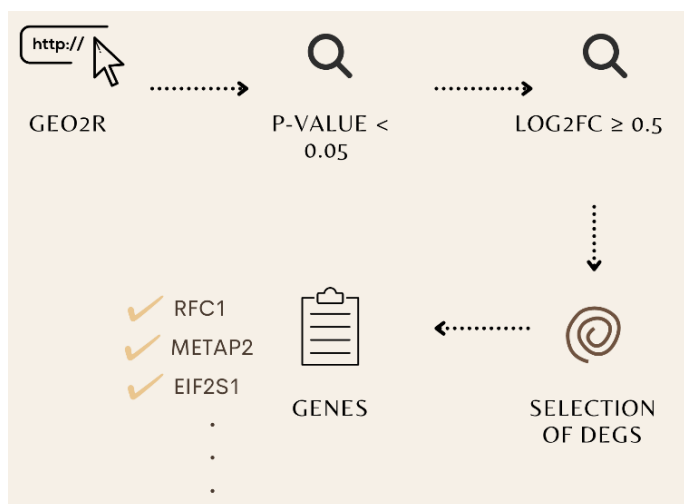 http://
GEO2R
P-VALUE <
0.05
LOG2FC ≥ 0.5
RFC1
METAP2
EIF2S1
GENES
SELECTION
OF DEGS